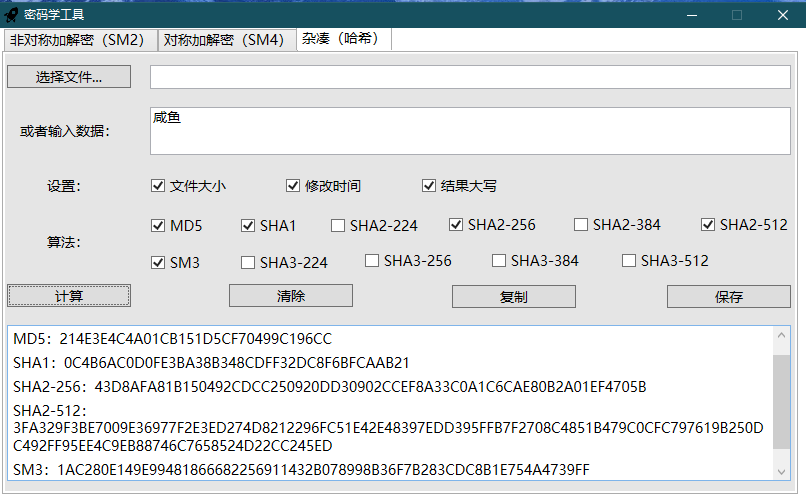 密码学工具
非对称加解密（SM2） 对称加解密（SM4） 杂凑（哈希）
选择文件...
或者输入数据： 咸鱼
设置： 文件大小 修改时间 结果大写
MD5 SHA1 SHA2-224 SHA2-256 SHA2-384 SHA2-512
算法：
SM3 SHA3-224 SHA3-256 SHA3-384 SHA3-512
计算 清除 复制 保存
MD5：214E3E4C4A01CB151D5CF70499C196CC
SHA1：0C4B6AC0D0FE3BA38B348CDFF32DC8F6BFCAAB21
SHA2-256：43D8AFA81B150492CDCC250920DD30902CCEF8A33C0A1C6CAE80B2A01EF4705B
SHA2-512：
3FA329F3BE7009E36977F2E3ED274D8212296FC51E42E48397EDD395FFB7F2708C4851B479C0CFC797619B250D
C492FF95EE4C9EB88746C7658524D22CC245ED
SM3：1AC280E149E99481866682256911432B078998B36F7B283CDC8B1E754A4739FF